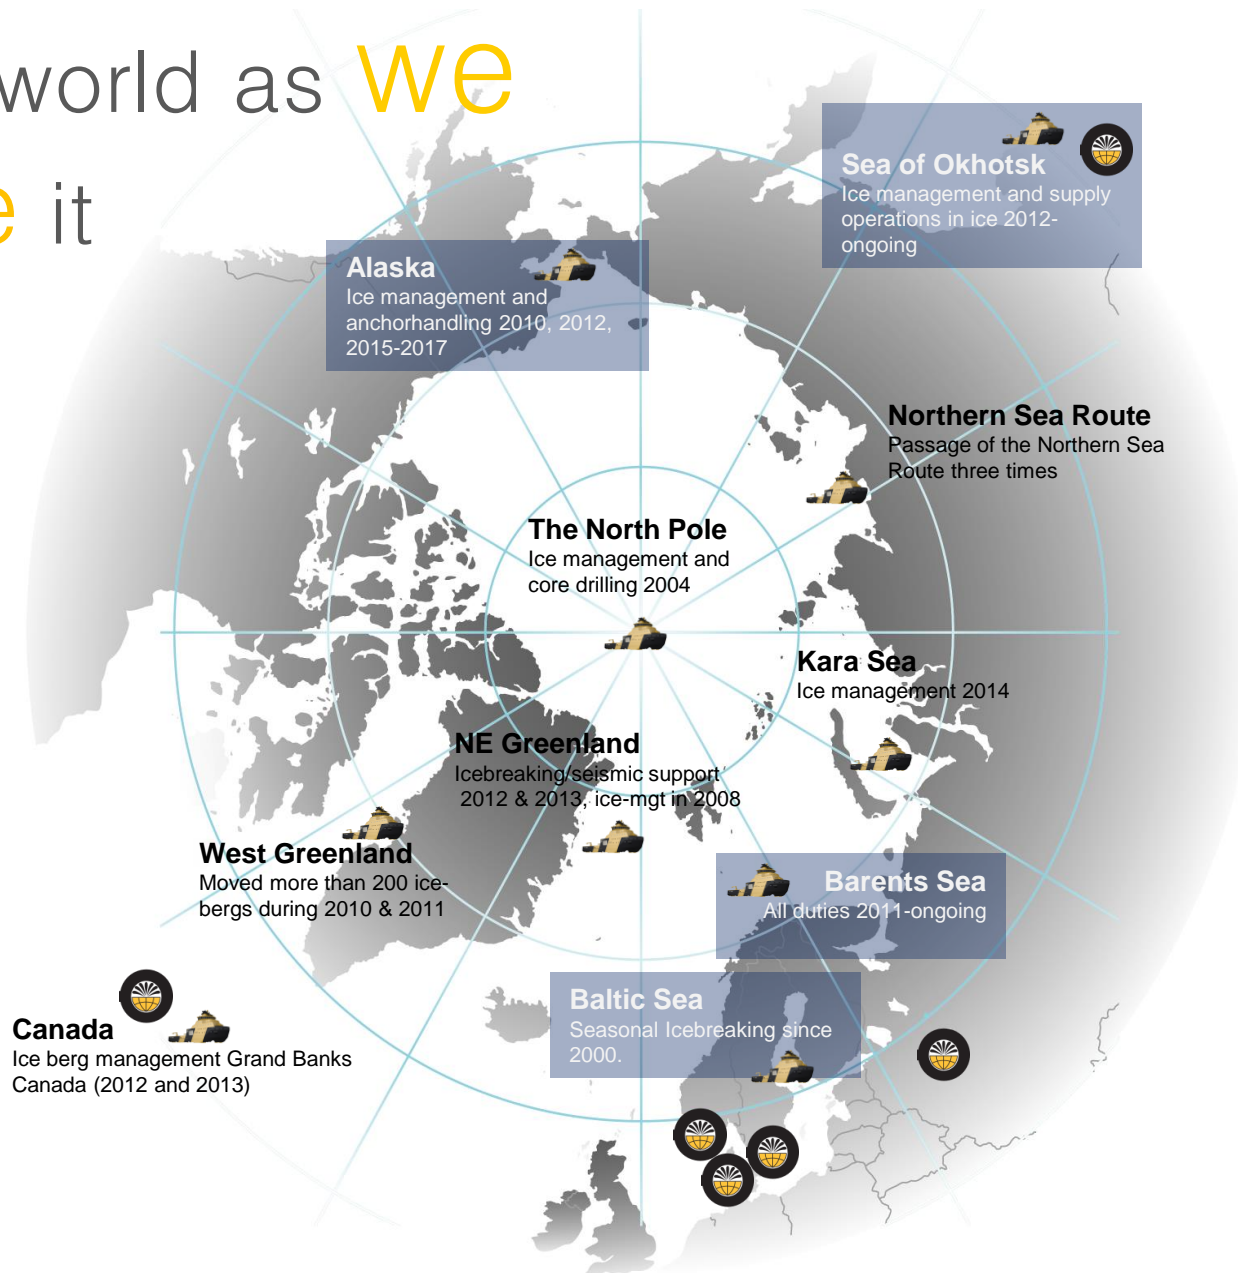 world as we
e it
Sea of Okhotsk
Ice management and supply
operations in ice 2012-
ongoing
Alaska
Ice management and
anchorhandling 2010, 2012,
2015-2017
Northern Sea Route
Passage of the Northern Sea
Route three times
The North Pole
Ice management and
core drilling 2004
Kara Sea
Ice management 2014
NE Greenland
Icebreaking/seismic support
2012 & 2013, ice-mgt in 2008
West Greenland
Moved more than 200 ice-
bergs during 2010 & 2011
Barents Sea
All duties 2011-ongoing
Baltic Sea
Seasonal Icebreaking since
2000.
Canada
Ice berg management Grand Banks
Canada (2012 and 2013)